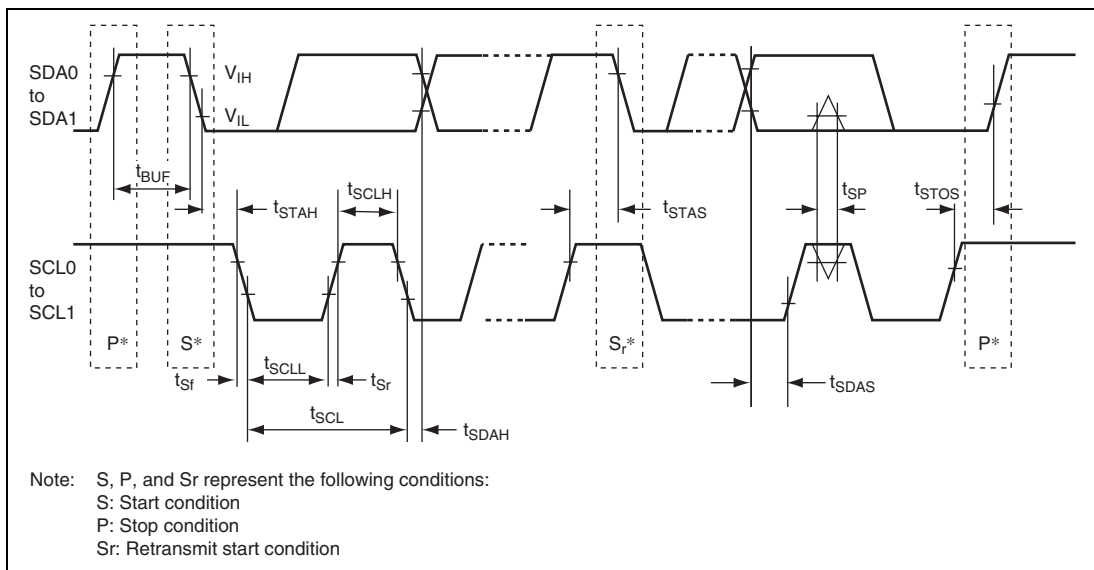 SDA0
to
SDA1
V_IH
V_IL
t_BUF
t_STAH
t_SCLH
t_STAS
t_SP
t_STOS
SCL0
to
SCL1
P*
S*
S_r*
P*
t_Sf
t_SCLL
t_Sr
t_SDAS
t_SCL
t_SDAH
Note: S, P, and Sr represent the following conditions:
S: Start condition
P: Stop condition
Sr: Retransmit start condition